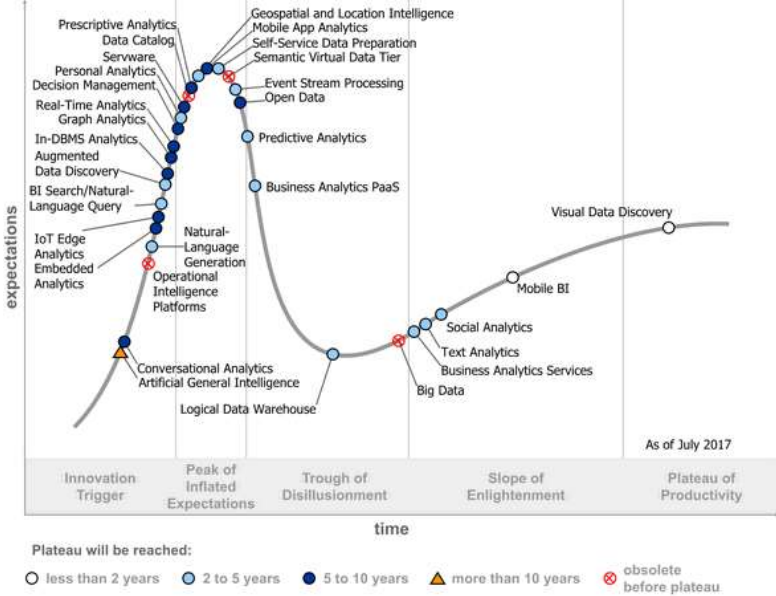 Geospatial and Location Intelligence
Prescriptive Analytics
Mobile App Analytics
Data Catalog
Self-Service Data Preparation
Servware
Semantic Virtual Data Tier
Personal Analytics
Decision Management
Event Stream Processing
Open Data
Real-Time Analytics
Graph Analytics
In-DBMS Analytics
Predictive Analytics
Augmented
Data Discovery
Business Analytics PaaS
BI Search/Natural-
Language Query
Visual Data Discovery
IoT Edge
Analytics
Embedded
Analytics
Natural-
Language
Generation
Operational
Intelligence
Platforms
expectations
Mobile BI
Social Analytics
Text Analytics
Business Analytics Services
Big Data
Conversational Analytics
Artificial General Intelligence
Logical Data Warehouse
As of July 2017
Innovation
Trigger
Peak of
Inflated
Expectations
Trough of
Disillusionment
Slope of
Enlightenment
Plateau of
Productivity
time
Plateau will be reached:
less than 2 years
2 to 5 years
5 to 10 years
more than 10 years
obsolete
before plateau